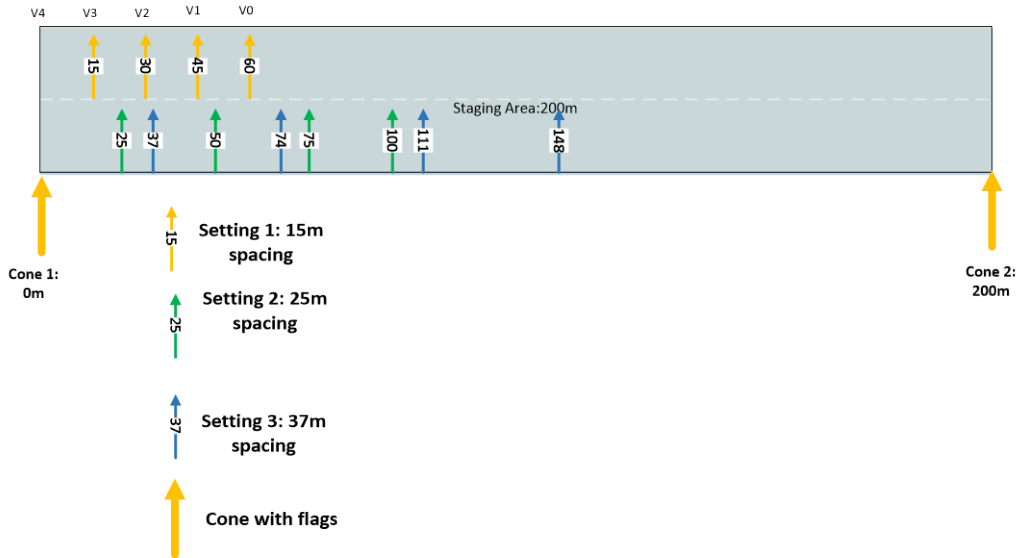 V4 V3 V2 V1 V0
15 30 45 60
Staging Area:200m
25 37 50 74 75 100 111 148
Cone 1:
0m
Cone 2:
200m
15
Setting 1: 15m
spacing
25
Setting 2: 25m
spacing
37
Setting 3: 37m
spacing
Cone with flags